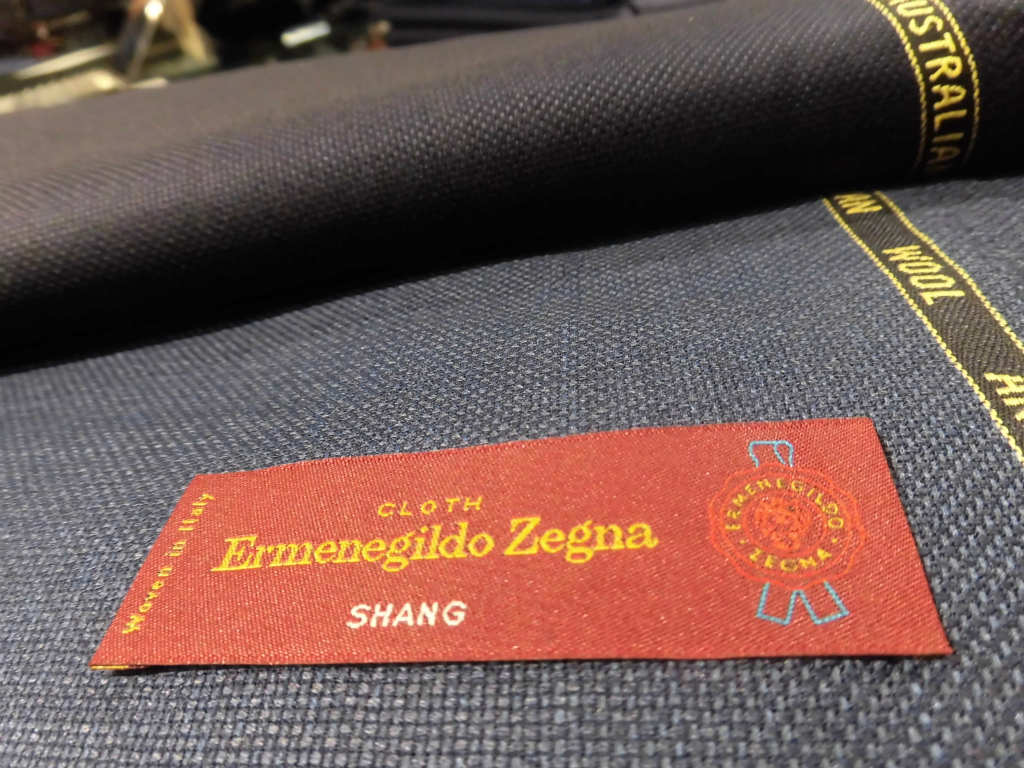 AUSTRALIAN
WOOL
Woven in Italy
CLOTH
Ermenegildo Zegna
SHANG
ERMENEGILDO
ZEGNA